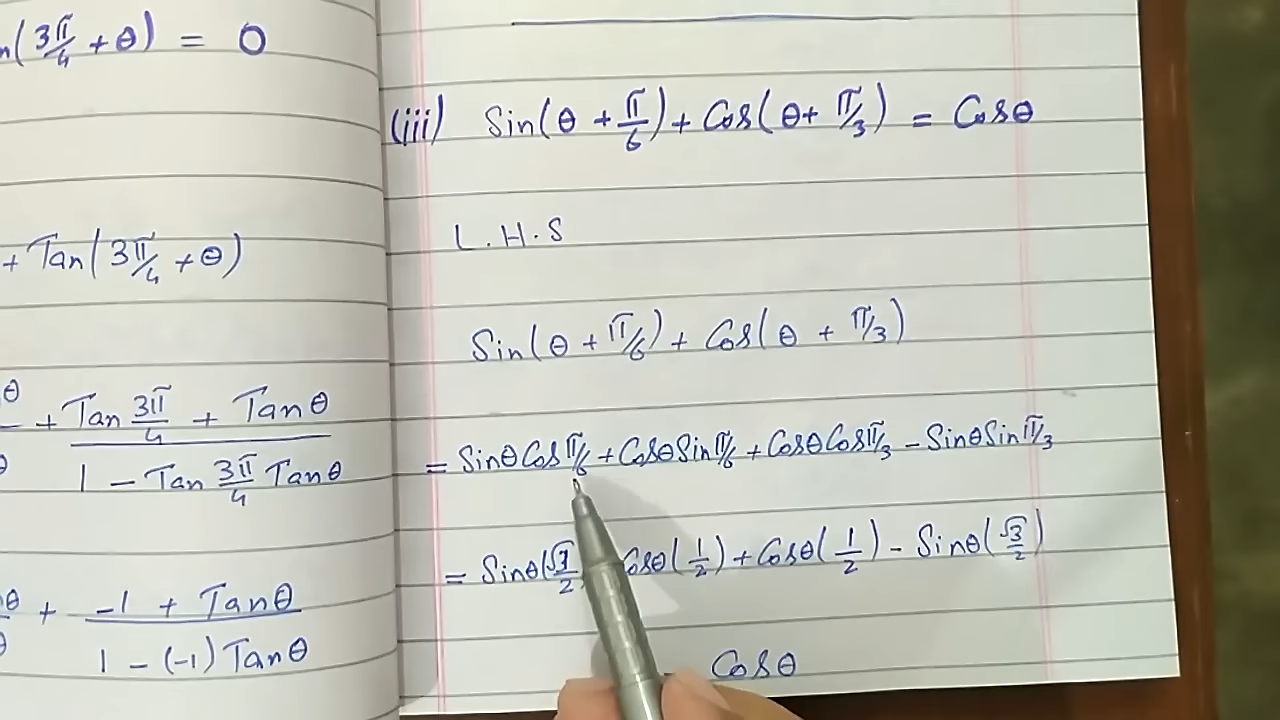 n(3π/4 + θ) = 0
+ Tan(3π/4 + θ)
θ + Tan 3π/4 + Tanθ
θ 1 - Tan 3π/4 Tanθ
θ + -1 + Tanθ
1 - (-1) Tanθ
(iii) Sin(θ + π/6) + Cos(θ + π/3) = Cosθ
L.H.S
Sin(θ + π/6) + Cos(θ + π/3)
= SinθCosπ/6 + CosθSinπ/6 + CosθCosπ/3 - SinθSinπ/3
= Sinθ(√3/2) Cosθ(1/2) + Cosθ(1/2) - Sinθ(√3/2)
Cosθ